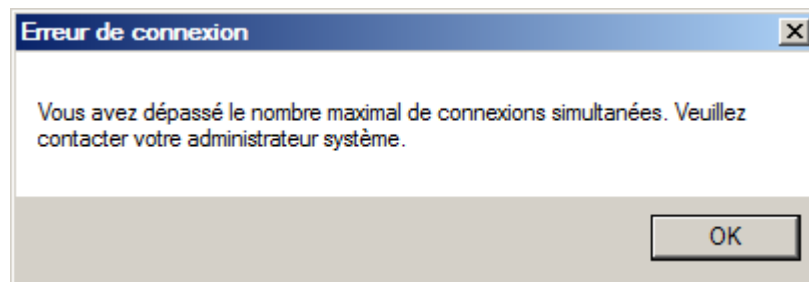 Erreur de connexion
Vous avez dépassé le nombre maximal de connexions simultanées. Veuillez
contacter votre administrateur système.
OK